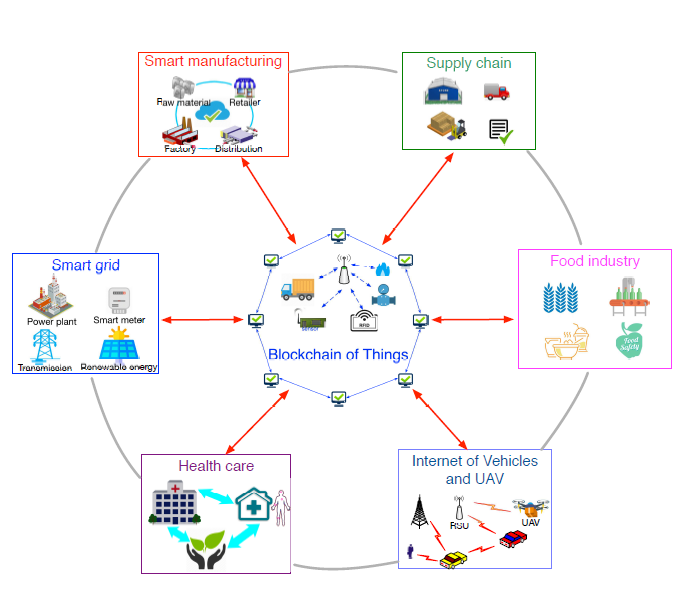 Smart manufacturing
Raw material
Retailer
Factory
Distribution
Supply chain
Smart grid
Power plant
Smart meter
Transmission
Renewable energy
Food industry
Food
Safety
sensor
RFID
Blockchain of Things
Health care
Internet of Vehicles
and UAV
RSU
UAV